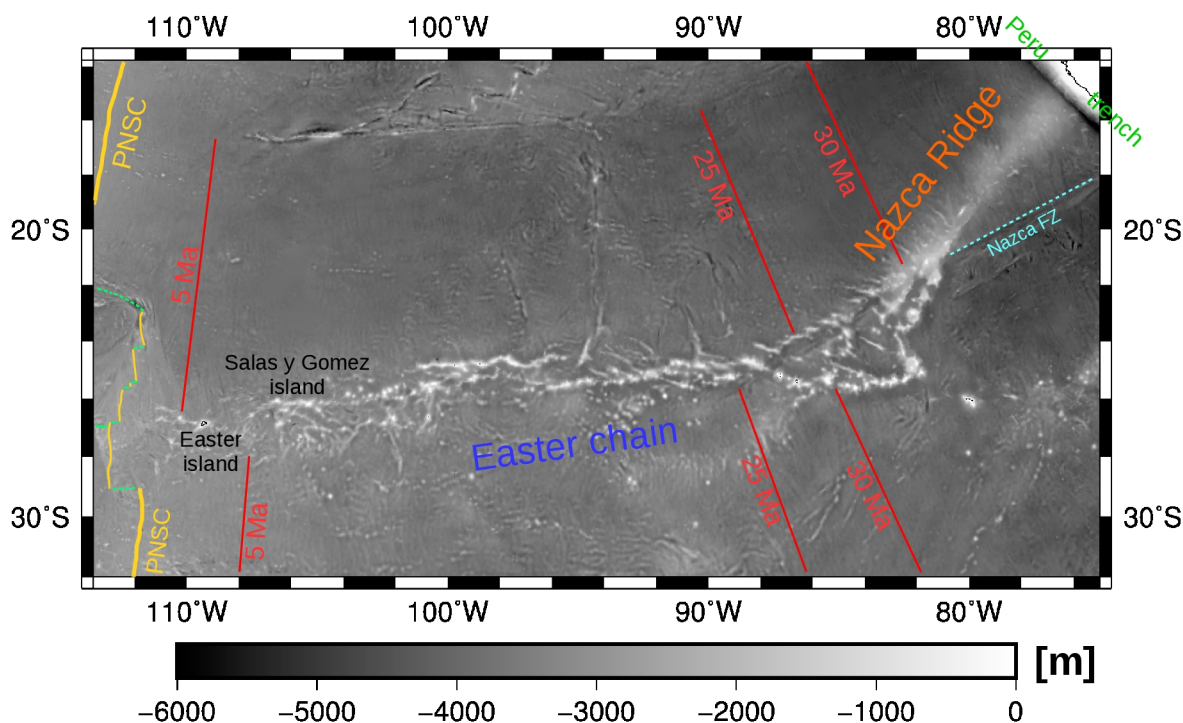 110°W 100°W 90°W 80°W
Peru
trench
PNSC
Nazca Ridge
30 Ma
25 Ma
20°S
20°S
Nazca FZ
5 Ma
Salas y Gomez
island
Easter
island
Easter chain
25 Ma
30 Ma
30°S
30°S
5 Ma
PNSC
110°W 100°W 90°W 80°W
[m]
−6000 −5000 −4000 −3000 −2000 −1000 0